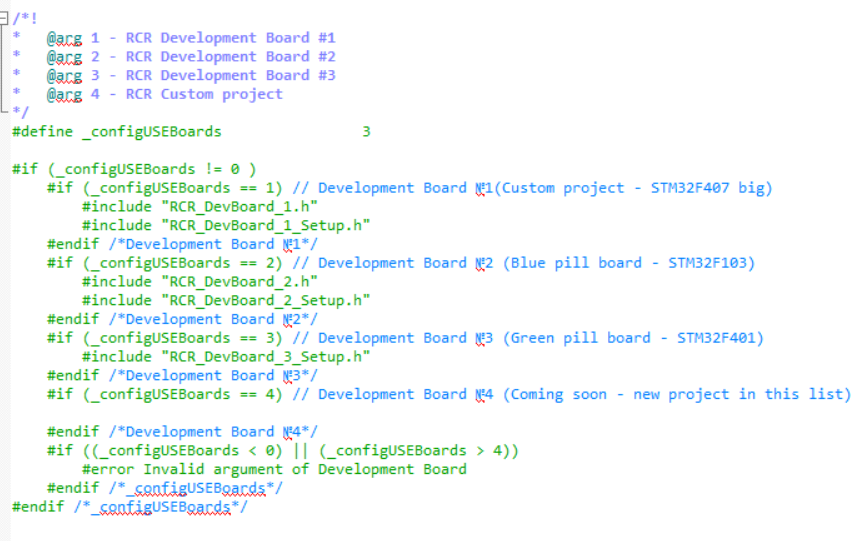 /*!
*   @arg 1 - RCR Development Board #1
*   @arg 2 - RCR Development Board #2
*   @arg 3 - RCR Development Board #3
*   @arg 4 - RCR Custom project
*/
#define _configUSEBoards                3

#if (_configUSEBoards != 0 )
    #if (_configUSEBoards == 1) // Development Board №1(Custom project - STM32F407 big)
        #include "RCR_DevBoard_1.h"
        #include "RCR_DevBoard_1_Setup.h"
    #endif /*Development Board №1*/
    #if (_configUSEBoards == 2) // Development Board №2 (Blue pill board - STM32F103)
        #include "RCR_DevBoard_2.h"
        #include "RCR_DevBoard_2_Setup.h"
    #endif /*Development Board №2*/
    #if (_configUSEBoards == 3) // Development Board №3 (Green pill board - STM32F401)
        #include "RCR_DevBoard_3_Setup.h"
    #endif /*Development Board №3*/
    #if (_configUSEBoards == 4) // Development Board №4 (Coming soon - new project in this list)

    #endif /*Development Board №4*/
    #if ((_configUSEBoards < 0) || (_configUSEBoards > 4))
        #error Invalid argument of Development Board
    #endif /*_configUSEBoards*/
#endif /*_configUSEBoards*/